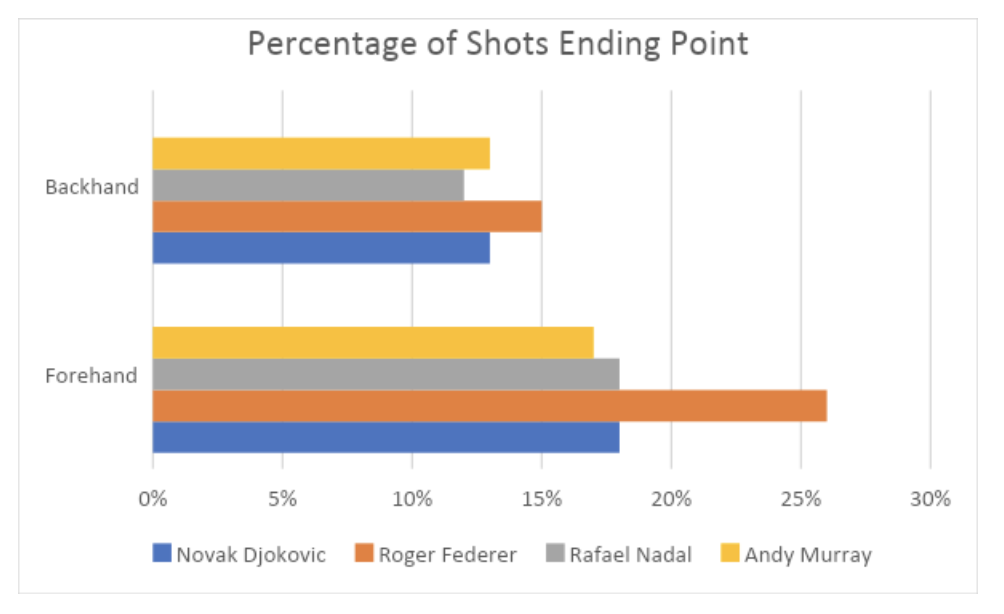 Percentage of Shots Ending Point
Backhand
Forehand
0% 5% 10% 15% 20% 25% 30%
Novak Djokovic Roger Federer Rafael Nadal Andy Murray